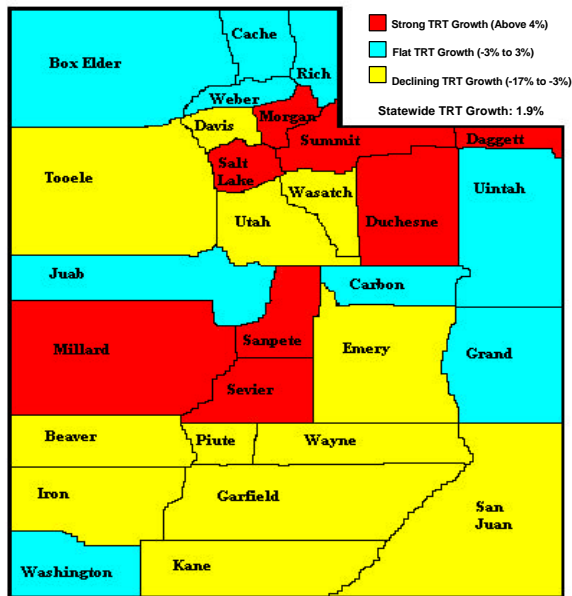 Strong TRT Growth (Above 4%)
Flat TRT Growth (-3% to 3%)
Declining TRT Growth (-17% to -3%)
Statewide TRT Growth: 1.9%
Box Elder
Cache
Rich
Weber
Morgan
Davis
Summit
Daggett
Salt
Lake
Tooele
Wasatch
Uintah
Utah
Duchesne
Juab
Carbon
Millard
Sanpete
Emery
Grand
Sevier
Beaver
Piute
Wayne
Iron
Garfield
San
Juan
Washington
Kane